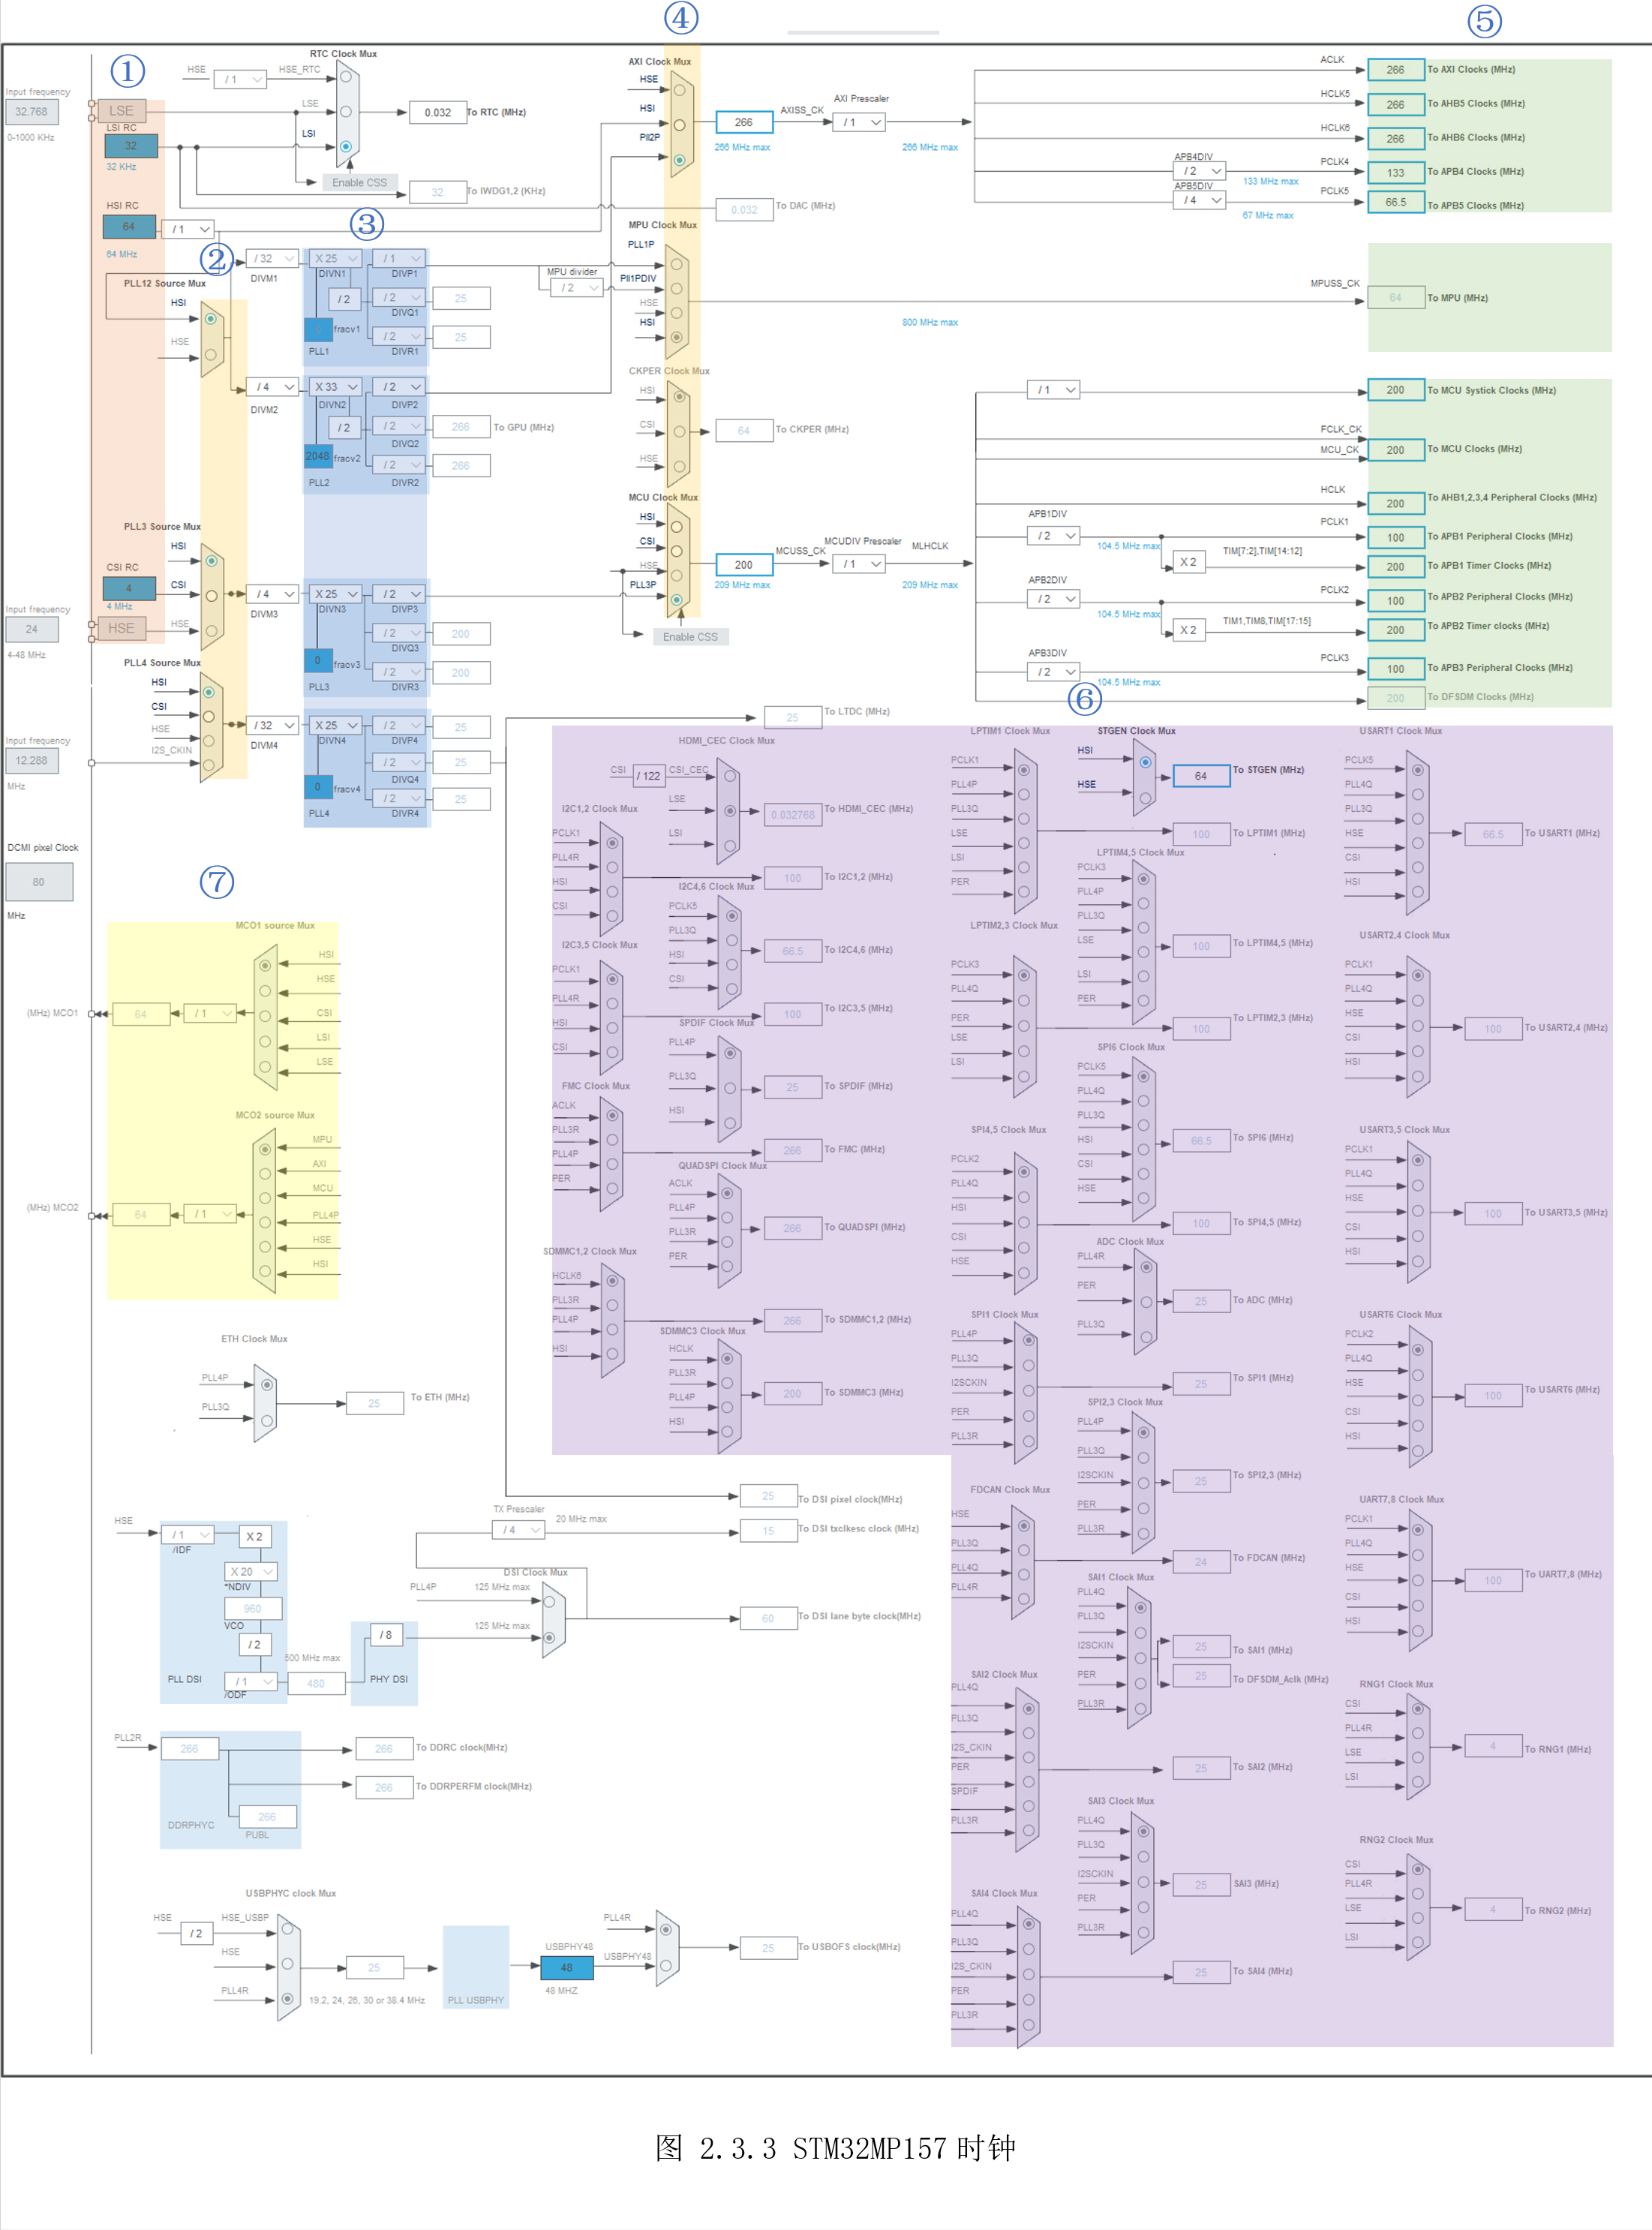 ④
⑤
①
RTC Clock Mux
AXI Clock Mux
HSE
/ 1
HSE_RTC
HSE
ACLK
266
To AXI Clocks (MHz)
Input frequency
32.768
0-1000 KHz
LSE
LSE
0.032
To RTC (MHz)
HSI
Pll2P
266
266 MHz max
AXISS_CK
AXI Prescaler
/ 1
266 MHz max
HCLK5
266
To AHB5 Clocks (MHz)
LSI RC
32
32 KHz
LSI
HCLK6
266
To AHB6 Clocks (MHz)
APB4DIV
/ 2
133 MHz max
PCLK4
133
To APB4 Clocks (MHz)
Enable CSS
32
To IWDG1,2 (KHz)
APB5DIV
/ 4
67 MHz max
PCLK5
66.5
To APB5 Clocks (MHz)
0.032
To DAC (MHz)
HSI RC
64
64 MHz
/ 1
③
②
MPU Clock Mux
PLL1P
MPU divider
/ 2
Pll1PDIV
HSE
HSI
800 MHz max
MPUSS_CK
64
To MPU (MHz)
PLL12 Source Mux
HSI
HSE
/ 32
DIVM1
X 25
DIVN1
/ 1
DIVP1
/ 2
/ 2
25
DIVQ1
fracv1
/ 2
25
PLL1
DIVR1
/ 4
DIVM2
X 33
DIVN2
/ 2
DIVP2
/ 2
/ 2
266
To GPU (MHz)
DIVQ2
2048
fracv2
/ 2
266
PLL2
DIVR2
CKPER Clock Mux
HSI
CSI
HSE
64
To CKPER (MHz)
/ 1
200
To MCU Systick Clocks (MHz)
FCLK_CK
MCU_CK
200
To MCU Clocks (MHz)
MCU Clock Mux
HSI
CSI
HSE
PLL3P
200
209 MHz max
MCUSS_CK
MCUDIV Prescaler
/ 1
MLHCLK
209 MHz max
HCLK
200
To AHB1,2,3,4 Peripheral Clocks (MHz)
APB1DIV
/ 2
104.5 MHz max
PCLK1
100
To APB1 Peripheral Clocks (MHz)
X 2
TIM[7:2],TIM[14:12]
200
To APB1 Timer Clocks (MHz)
APB2DIV
/ 2
104.5 MHz max
PCLK2
100
To APB2 Peripheral Clocks (MHz)
X 2
TIM1,TIM8,TIM[17:15]
200
To APB2 Timer clocks (MHz)
APB3DIV
/ 2
104.5 MHz max
PCLK3
100
To APB3 Peripheral Clocks (MHz)
200
To DFSDM Clocks (MHz)
Enable CSS
PLL3 Source Mux
HSI
CSI RC
4
4 MHz
CSI
HSE
HSE
/ 4
DIVM3
X 25
DIVN3
/ 2
DIVP3
/ 2
200
DIVQ3
0
fracv3
/ 2
200
PLL3
DIVR3
Input frequency
24
4-48 MHz
PLL4 Source Mux
HSI
CSI
HSE
I2S_CKIN
/ 32
DIVM4
X 25
DIVN4
/ 2
25
DIVP4
/ 2
25
DIVQ4
0
fracv4
/ 2
25
PLL4
DIVR4
Input frequency
12.288
MHz
DCMI pixel Clock
80
MHz
⑥
⑦
25
To LTDC (MHz)
HDMI_CEC Clock Mux
CSI
/ 122
CSI_CEC
LSE
LSI
0.032768
To HDMI_CEC (MHz)
I2C1,2 Clock Mux
PCLK1
PLL4R
HSI
CSI
100
To I2C1,2 (MHz)
I2C4,6 Clock Mux
PCLK5
PLL3Q
HSI
CSI
66.5
To I2C4,6 (MHz)
I2C3,5 Clock Mux
PCLK1
PLL4R
HSI
CSI
100
To I2C3,5 (MHz)
SPDIF Clock Mux
PLL4P
PLL3Q
HSI
25
To SPDIF (MHz)
FMC Clock Mux
ACLK
PLL3R
PLL4P
PER
266
To FMC (MHz)
QUADSPI Clock Mux
ACLK
PLL4P
PLL3R
PER
266
To QUADSPI (MHz)
SDMMC1,2 Clock Mux
HCLK6
PLL3R
PLL4P
HSI
266
To SDMMC1,2 (MHz)
SDMMC3 Clock Mux
HCLK
PLL3R
PLL4P
HSI
200
To SDMMC3 (MHz)
LPTIM1 Clock Mux
PCLK1
PLL4P
PLL3Q
LSE
LSI
PER
100
To LPTIM1 (MHz)
STGEN Clock Mux
HSI
HSE
64
To STGEN (MHz)
LPTIM4,5 Clock Mux
PCLK3
PLL4P
PLL3Q
LSE
LSI
PER
100
To LPTIM4,5 (MHz)
LPTIM2,3 Clock Mux
PCLK3
PLL4Q
PER
LSE
LSI
100
To LPTIM2,3 (MHz)
SPI6 Clock Mux
PCLK5
PLL4Q
PLL3Q
HSI
CSI
HSE
66.5
To SPI6 (MHz)
SPI4,5 Clock Mux
PCLK2
PLL4Q
HSI
CSI
HSE
100
To SPI4,5 (MHz)
ADC Clock Mux
PLL4R
PER
PLL3Q
25
To ADC (MHz)
SPI1 Clock Mux
PLL4P
PLL3Q
I2SCKIN
PER
PLL3R
25
To SPI1 (MHz)
SPI2,3 Clock Mux
PLL4P
PLL3Q
I2SCKIN
PER
PLL3R
25
To SPI2,3 (MHz)
FDCAN Clock Mux
HSE
PLL3Q
PLL4Q
PLL4R
24
To FDCAN (MHz)
SAI1 Clock Mux
PLL4Q
PLL3Q
I2SCKIN
PER
PLL3R
25
To SAI1 (MHz)
25
To DFSDM_Aclk (MHz)
SAI2 Clock Mux
PLL4Q
PLL3Q
I2S_CKIN
PER
SPDIF
PLL3R
25
To SAI2 (MHz)
SAI3 Clock Mux
PLL4Q
PLL3Q
I2SCKIN
PER
PLL3R
25
SAI3 (MHz)
SAI4 Clock Mux
PLL4Q
PLL3Q
I2S_CKIN
PER
PLL3R
25
To SAI4 (MHz)
USART1 Clock Mux
PCLK5
PLL4Q
PLL3Q
HSE
CSI
HSI
66.5
To USART1 (MHz)
USART2,4 Clock Mux
PCLK1
PLL4Q
HSE
CSI
HSI
100
To USART2,4 (MHz)
USART3,5 Clock Mux
PCLK1
PLL4Q
HSE
CSI
HSI
100
To USART3,5 (MHz)
USART6 Clock Mux
PCLK2
PLL4Q
HSE
CSI
HSI
100
To USART6 (MHz)
UART7,8 Clock Mux
PCLK1
PLL4Q
HSE
CSI
HSI
100
To UART7,8 (MHz)
RNG1 Clock Mux
CSI
PLL4R
LSE
LSI
4
To RNG1 (MHz)
RNG2 Clock Mux
CSI
PLL4R
LSE
LSI
4
To RNG2 (MHz)
MCO1 source Mux
HSI
HSE
CSI
LSI
LSE
(MHz) MCO1
64
/ 1
MCO2 source Mux
MPU
AXI
MCU
PLL4P
HSE
HSI
(MHz) MCO2
64
/ 1
ETH Clock Mux
PLL4P
PLL3Q
25
To ETH (MHz)
25
To DSI pixel clock(MHz)
TX Prescaler
/ 4
20 MHz max
15
To DSI txclkesc clock (MHz)
HSE
/ 1
/IDF
X 2
X 20
*NDIV
960
VCO
/ 2
PLL DSI
/ 1
/ODF
500 MHz max
480
/ 8
PHY DSI
DSI Clock Mux
PLL4P
125 MHz max
125 MHz max
60
To DSI lane byte clock(MHz)
PLL2R
266
266
To DDRC clock(MHz)
266
To DDRPERFM clock(MHz)
266
DDRPHYC
PUBL
USBPHYC clock Mux
HSE
/ 2
HSE_USBP
HSE
PLL4R
25
19.2, 24, 26, 30 or 38.4 MHz
PLL USBPHY
USBPHY48
48
48 MHZ
PLL4R
USBPHY48
25
To USBOFS clock(MHz)
图 2.3.3 STM32MP157 时钟